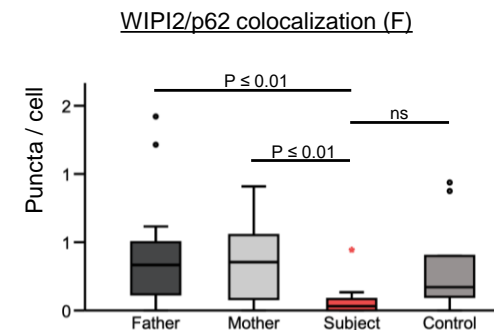 WIPI2/p62 colocalization (F)
Puncta / cell
P ≤ 0.01
ns
P ≤ 0.01
2
1
1
0
Father Mother Subject Control